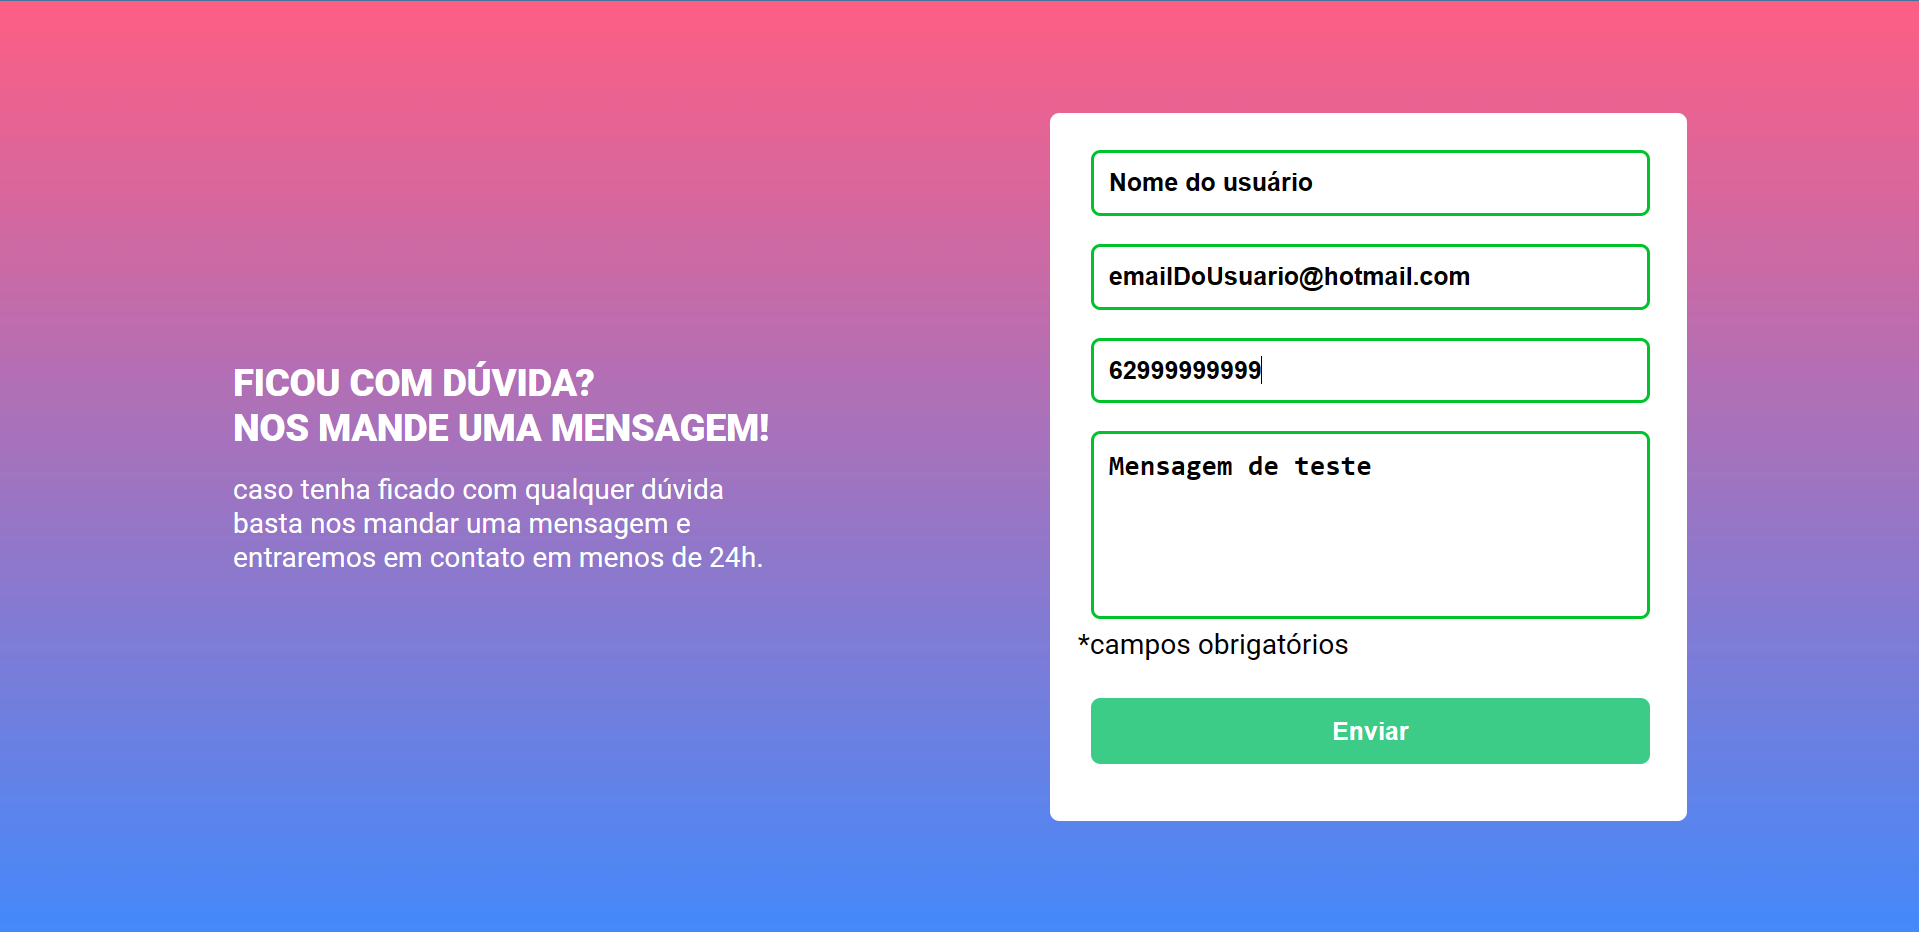 FICOU COM DÚVIDA?
NOS MANDE UMA MENSAGEM!
caso tenha ficado com qualquer dúvida
basta nos mandar uma mensagem e
entraremos em contato em menos de 24h.
Nome do usuário
emailDoUsuario@hotmail.com
62999999999
Mensagem de teste
*campos obrigatórios
Enviar